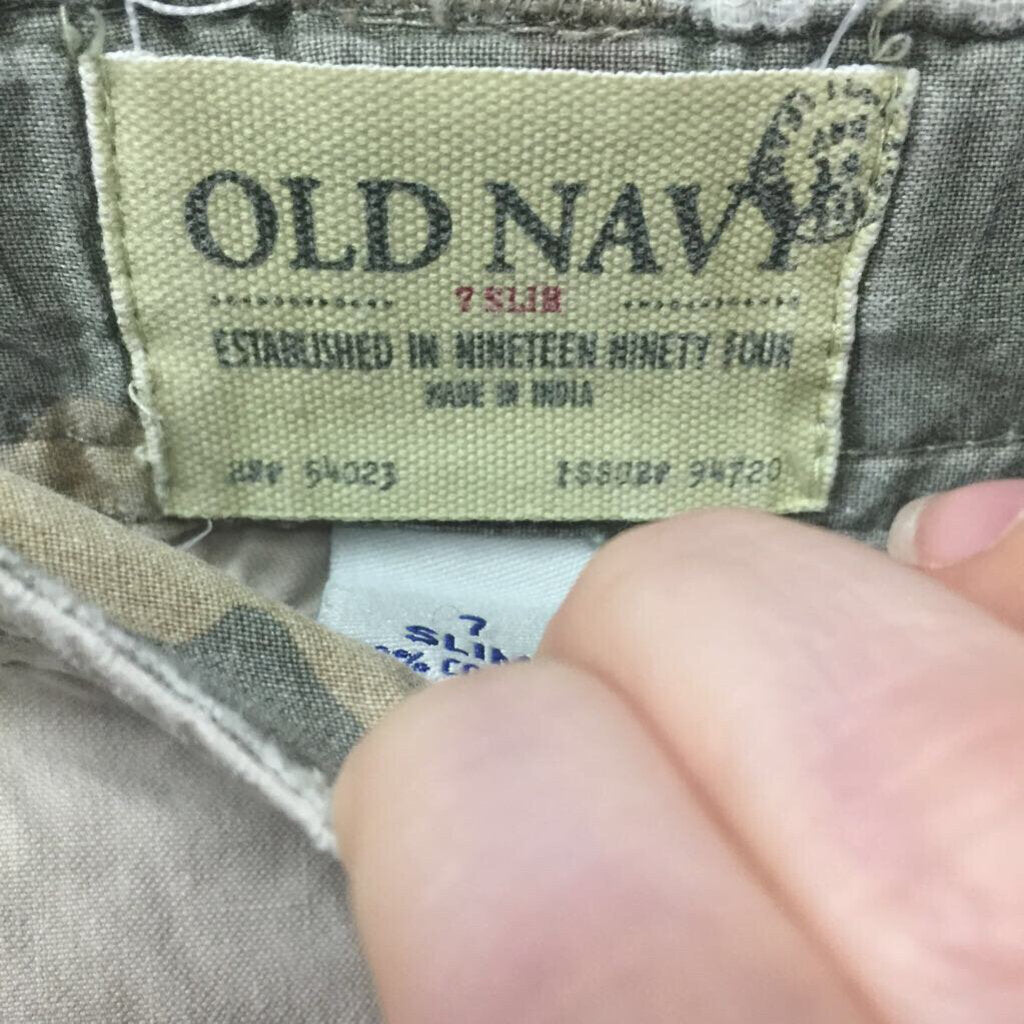 OLD NAVY
7 SLIM
ESTABLISHED IN NINETEEN NINETY FOUR
MADE IN INDIA
RN# 54023
ISSUE# 94720
7
SLIM